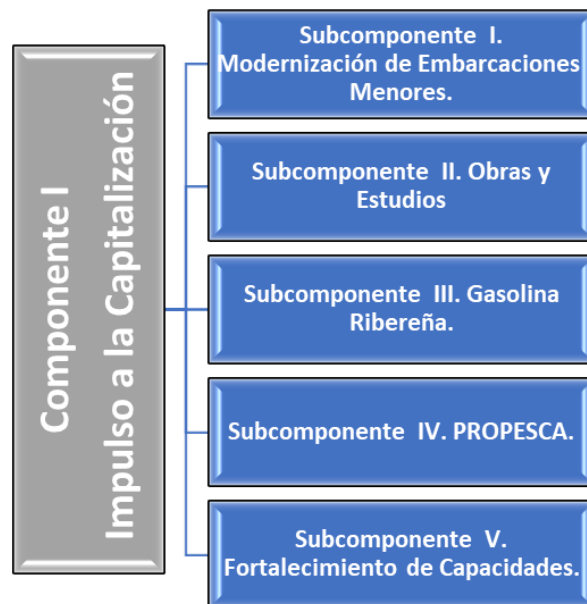 Componente I
Impulso a la Capitalización
Subcomponente I.
Modernización de Embarcaciones
Menores.
Subcomponente II. Obras y
Estudios
Subcomponente III. Gasolina
Ribereña.
Subcomponente IV. PROPESCA.
Subcomponente V.
Fortalecimiento de Capacidades.